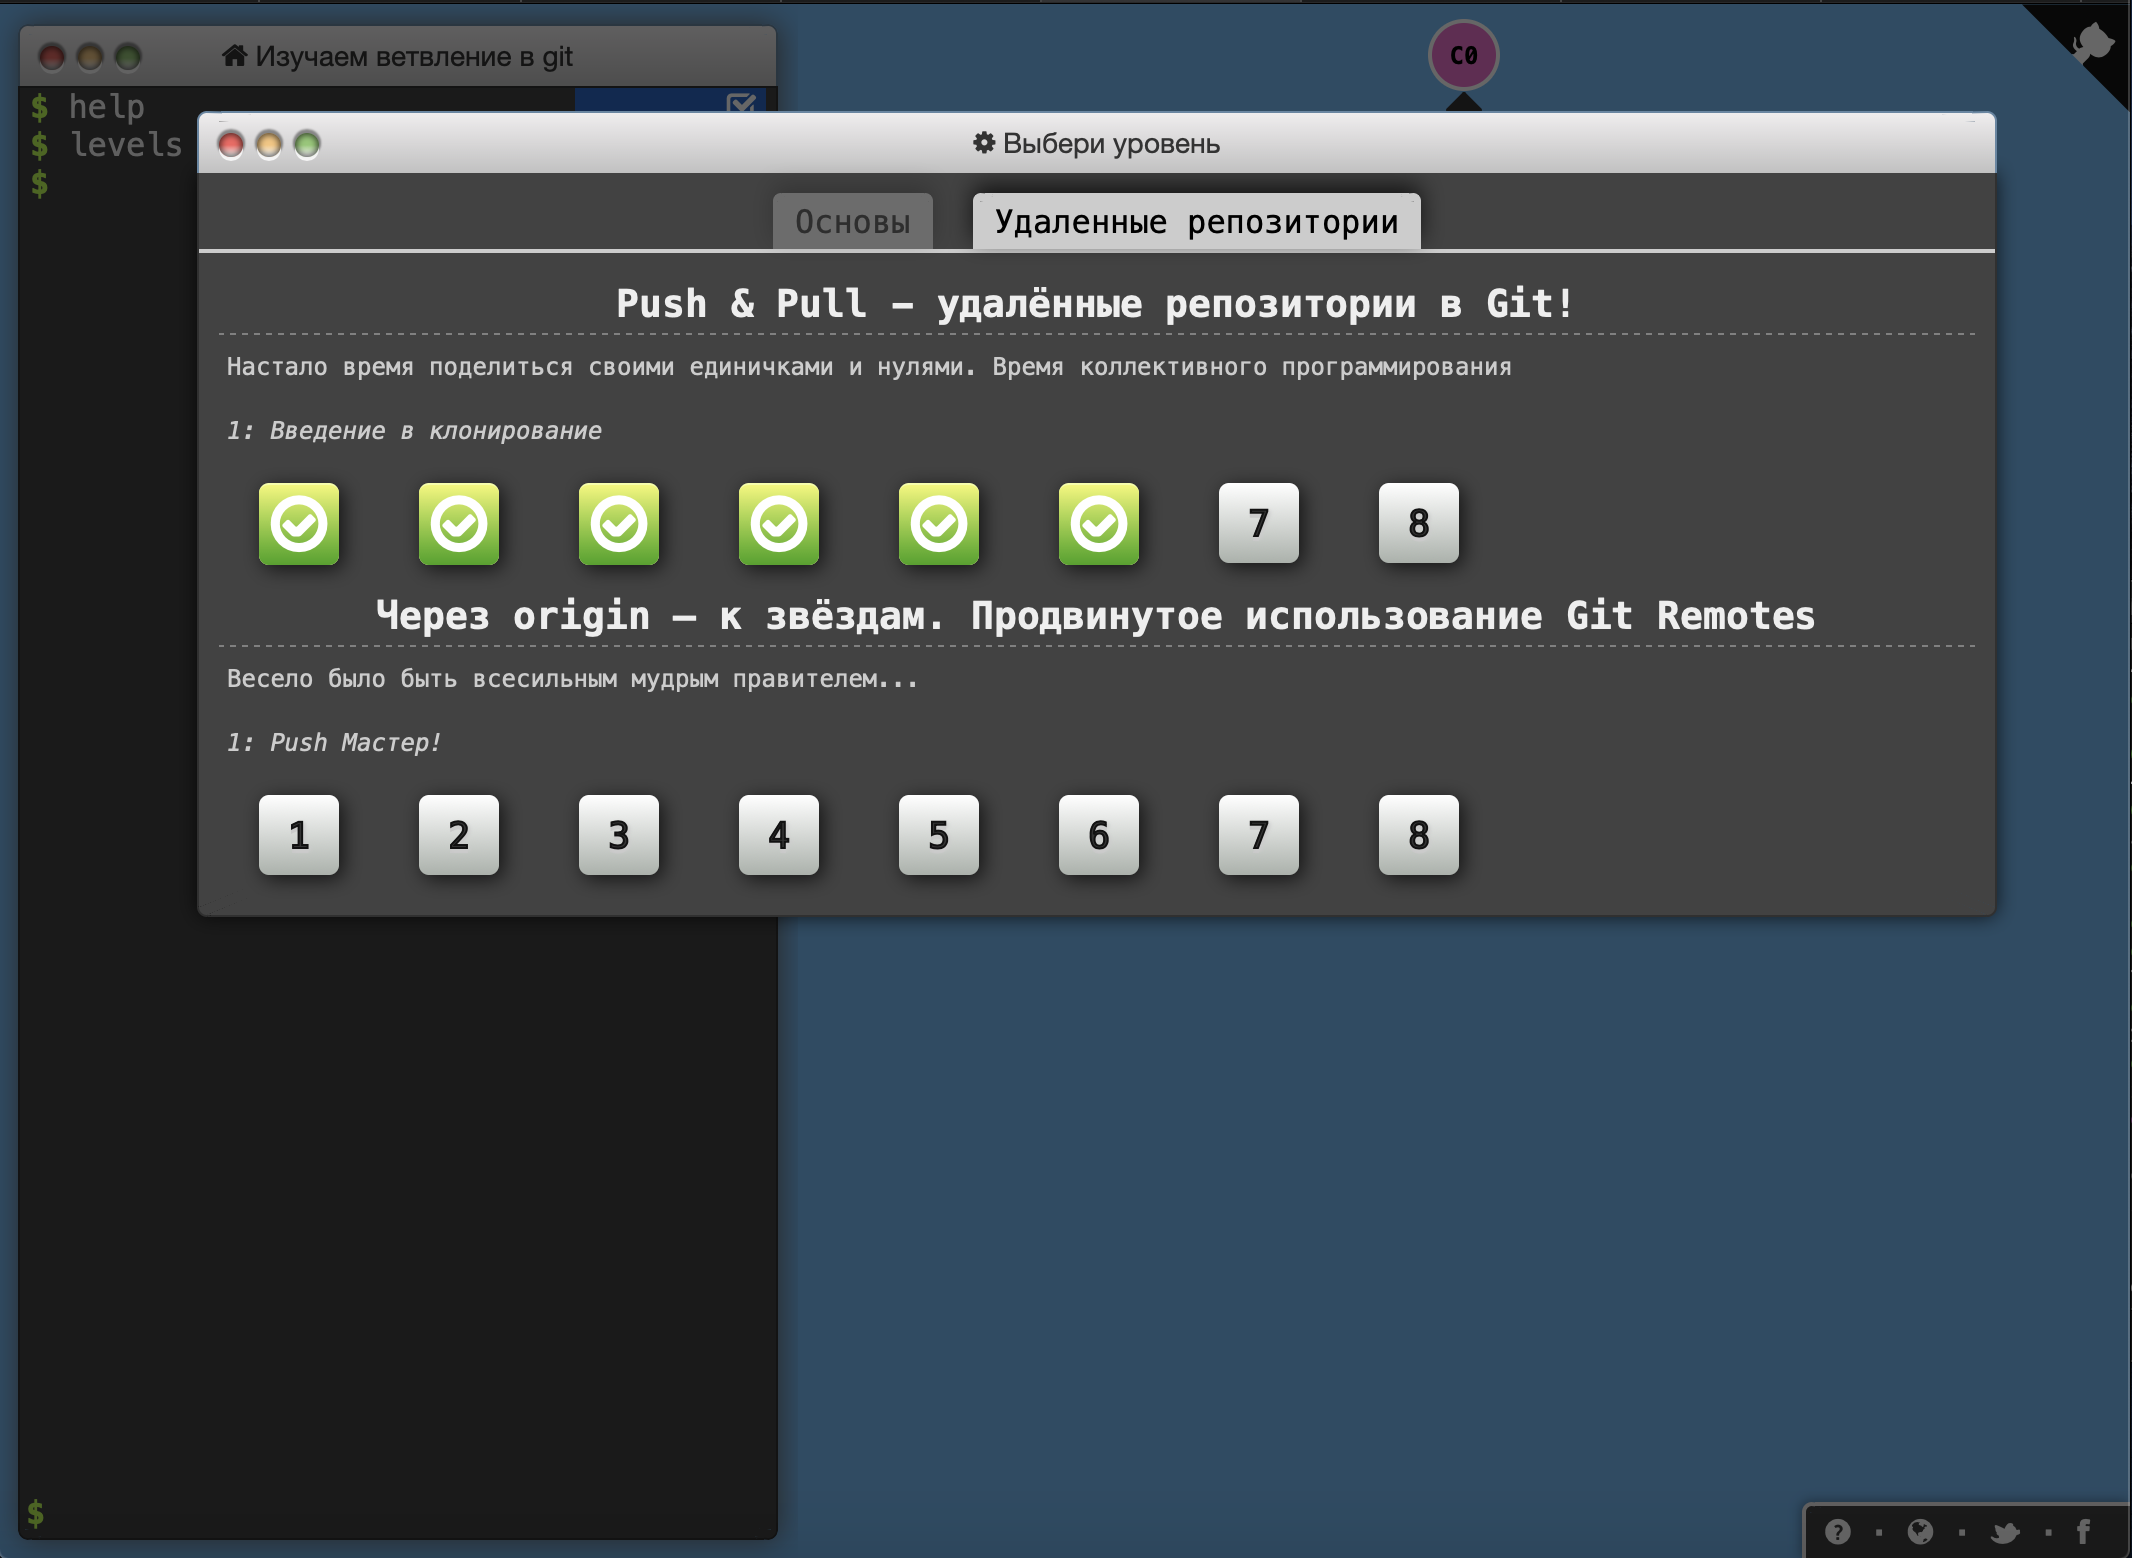 Изучаем ветвление в git
C0
$ help
$ levels
$
Выбери уровень
Основы
Удаленные репозитории
Push & Pull — удалённые репозитории в Git!
Настало время поделиться своими единичками и нулями. Время коллективного программирования
1: Введение в клонирование
7 8
Через origin – к звёздам. Продвинутое использование Git Remotes
Весело было быть всесильным мудрым правителем...
1: Push Мастер!
1 2 3 4 5 6 7 8
$